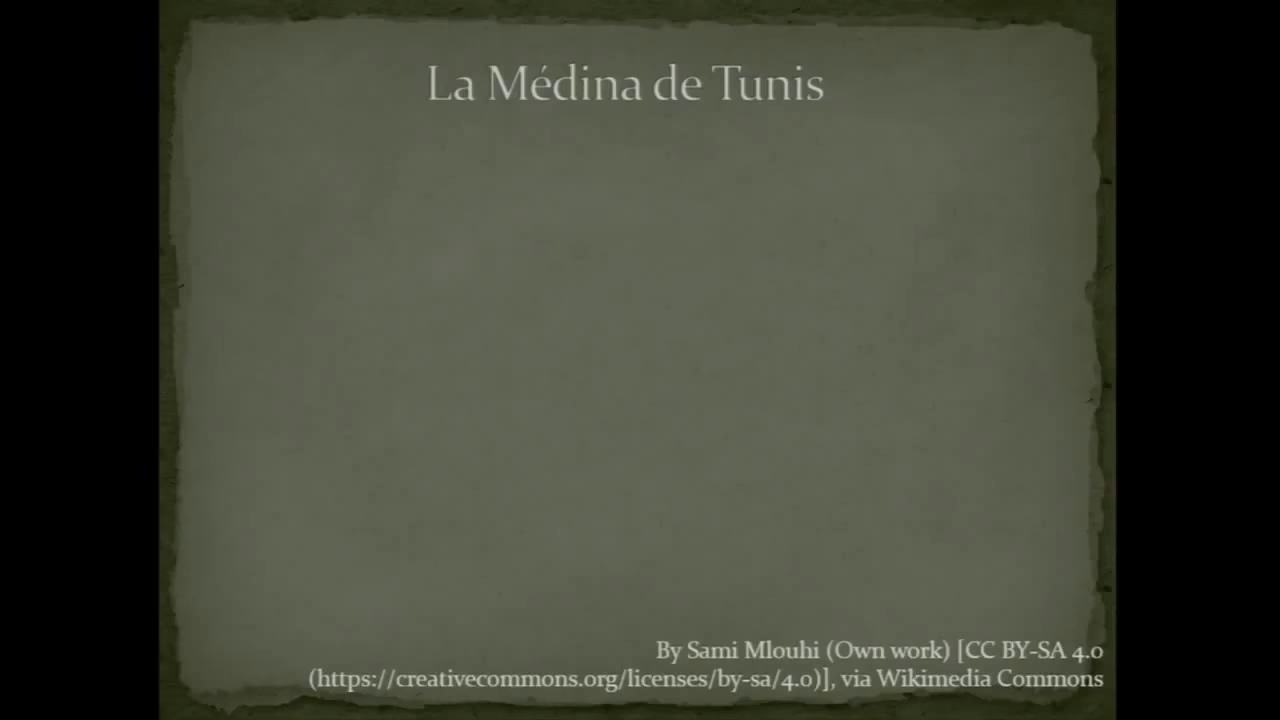 La Médina de Tunis
By Sami Mlouhi (Own work) [CC BY-SA 4.0
(https://creativecommons.org/licenses/by-sa/4.0)], via Wikimedia Commons